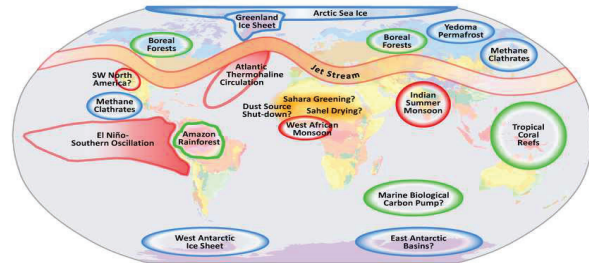 Arctic Sea Ice
Greenland
Ice Sheet
Yedoma
Permafrost
Boreal
Forests
Boreal
Forests
Methane
Clathrates
Jet Stream
Atlantic
Thermohaline
Circulation
SW North
America?
Methane
Clathrates
Sahara Greening?
Dust Source
Shut-down?
Sahel Drying?
West African
Monsoon
Indian
Summer
Monsoon
El Niño-
Southern Oscillation
Amazon
Rainforest
Tropical
Coral
Reefs
Marine Biological
Carbon Pump?
West Antarctic
Ice Sheet
East Antarctic
Basins?